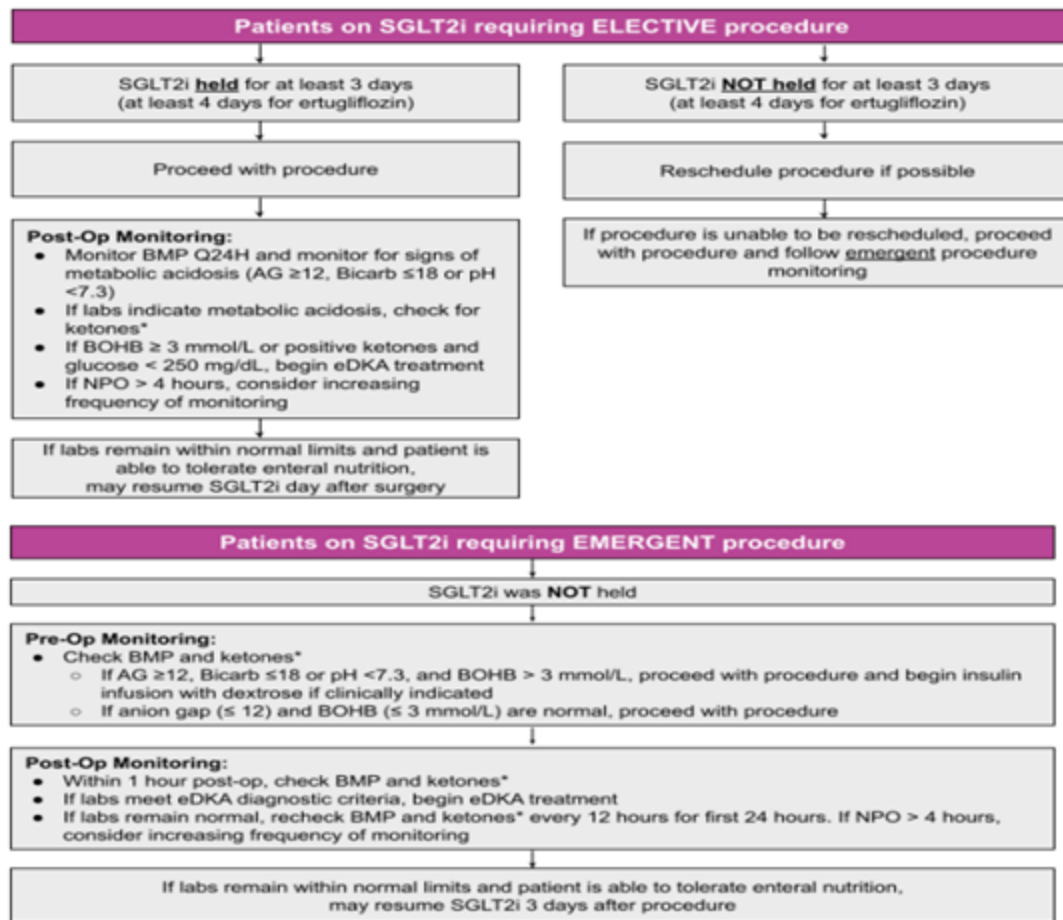 Patients on SGLT2i requiring ELECTIVE procedure
SGLT2i held for at least 3 days
(at least 4 days for ertugliflozin)
Proceed with procedure
Post-Op Monitoring:
● Monitor BMP Q24H and monitor for signs of
metabolic acidosis (AG ≥12, Bicarb ≤18 or pH
<7.3)
● If labs indicate metabolic acidosis, check for
ketones*
● If BOHB ≥ 3 mmol/L or positive ketones and
glucose < 250 mg/dL, begin eDKA treatment
● If NPO > 4 hours, consider increasing
frequency of monitoring
If labs remain within normal limits and patient is
able to tolerate enteral nutrition,
may resume SGLT2i day after surgery
SGLT2i NOT held for at least 3 days
(at least 4 days for ertugliflozin)
Reschedule procedure if possible
If procedure is unable to be rescheduled, proceed
with procedure and follow emergent procedure
monitoring
Patients on SGLT2i requiring EMERGENT procedure
SGLT2i was NOT held
Pre-Op Monitoring:
● Check BMP and ketones*
○ If AG ≥12, Bicarb ≤18 or pH <7.3, and BOHB > 3 mmol/L, proceed with procedure and begin insulin
infusion with dextrose if clinically indicated
○ If anion gap (≤ 12) and BOHB (≤ 3 mmol/L) are normal, proceed with procedure
Post-Op Monitoring:
● Within 1 hour post-op, check BMP and ketones*
● If labs meet eDKA diagnostic criteria, begin eDKA treatment
● If labs remain normal, recheck BMP and ketones* every 12 hours for first 24 hours. If NPO > 4 hours,
consider increasing frequency of monitoring
If labs remain within normal limits and patient is able to tolerate enteral nutrition,
may resume SGLT2i 3 days after procedure